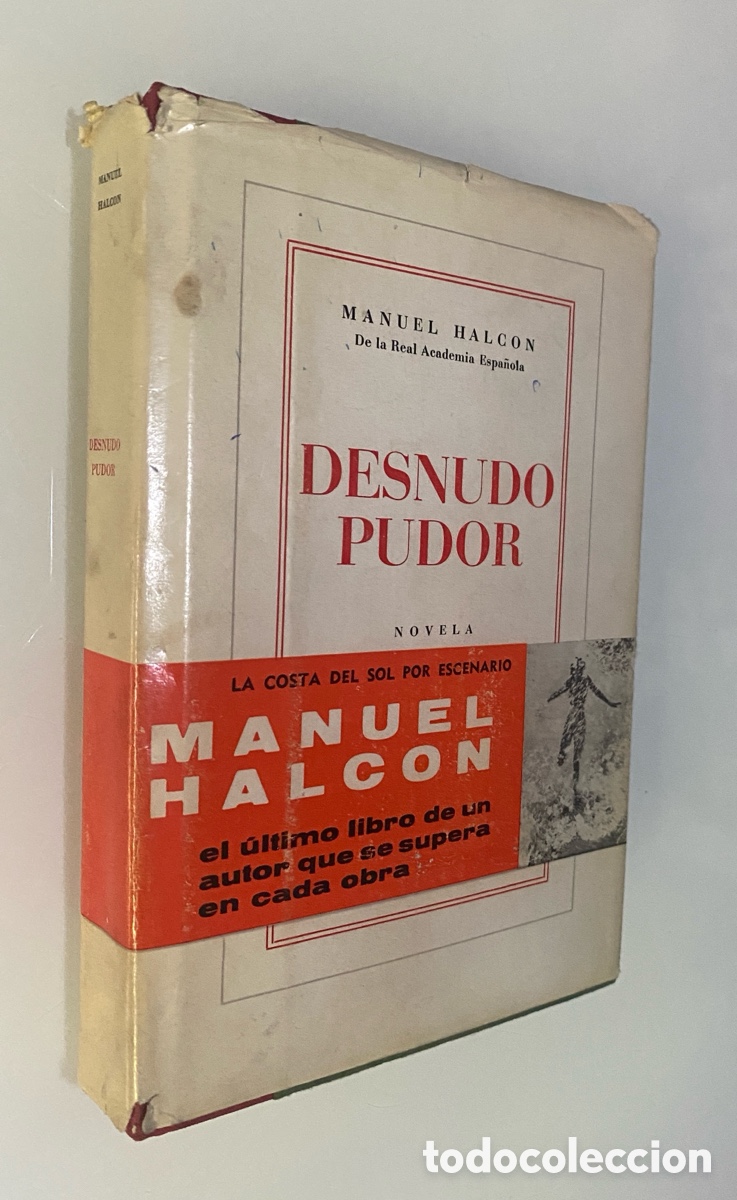 MANUEL
HALCON
DESNUDO
PUDOR
MANUEL HALCON
De la Real Academia Española
DESNUDO
PUDOR
NOVELA
LA COSTA DEL SOL POR ESCENARIO
MANUEL
HALCON
el último libro de un
autor que se supera
en cada obra
todocoleccion